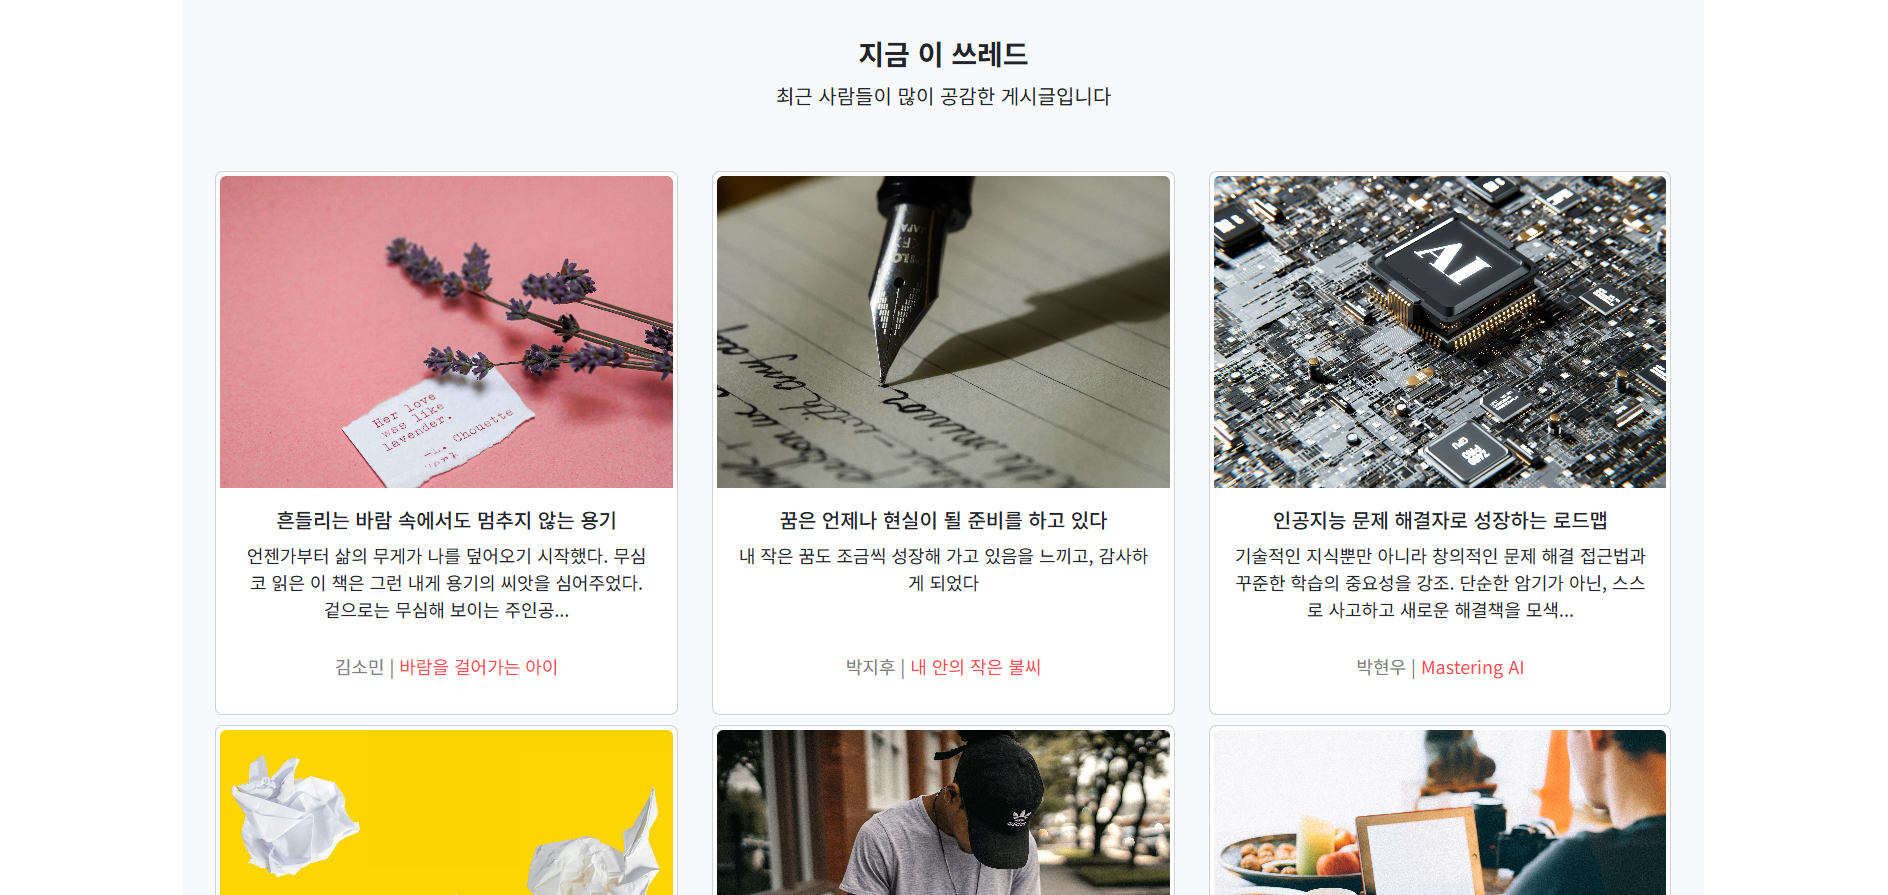 지금 이 쓰레드
최근 사람들이 많이 공감한 게시글입니다
Her love
was like
lavender.
흔들리는 바람 속에서도 멈추지 않는 용기
언젠가부터 삶의 무게가 나를 덮어오기 시작했다. 무심
코 읽은 이 책은 그런 내게 용기의 씨앗을 심어주었다.
겉으로는 무심해 보이는 주인공...
김소민 | 바람을 걸어가는 아이
with
꿈은 언제나 현실이 될 준비를 하고 있다
내 작은 꿈도 조금씩 성장해 가고 있음을 느끼고, 감사하
게 되었다
박지후 | 내 안의 작은 불씨
AI
인공지능 문제 해결자로 성장하는 로드맵
기술적인 지식뿐만 아니라 창의적인 문제 해결 접근법과
꾸준한 학습의 중요성을 강조. 단순한 암기가 아닌, 스스
로 사고하고 새로운 해결책을 모색...
박현우 | Mastering AI
adidas